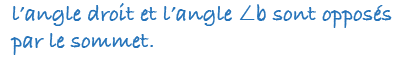 l'angle droit et l'angle ∠b sont opposés
par le sommet.